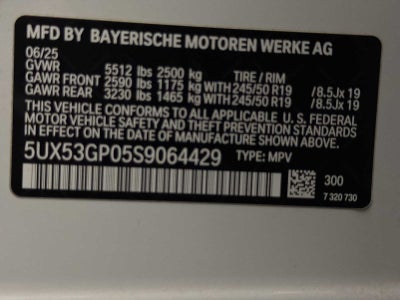 MFD BY BAYERISCHE MOTOREN WERKE AG
06/25
GVWR 5512 lbs 2500 kg TIRE / RIM
GAWR FRONT 2590 lbs 1175 kg WITH 245/50 R19 /8.5Jx 19
GAWR REAR 3230 lbs 1465 kg WITH 245/50 R19 /8.5Jx 19
THIS VEHICLE CONFORMS TO ALL APPLICABLE U.S. FEDERAL
MOTOR VEHICLE SAFETY STANDARDS IN EFFECT ON THE
DATE OF MANUFACTURE SHOWN ABOVE.
5UX53GP05S9064429 TYPE: MPV
300
7 320 730